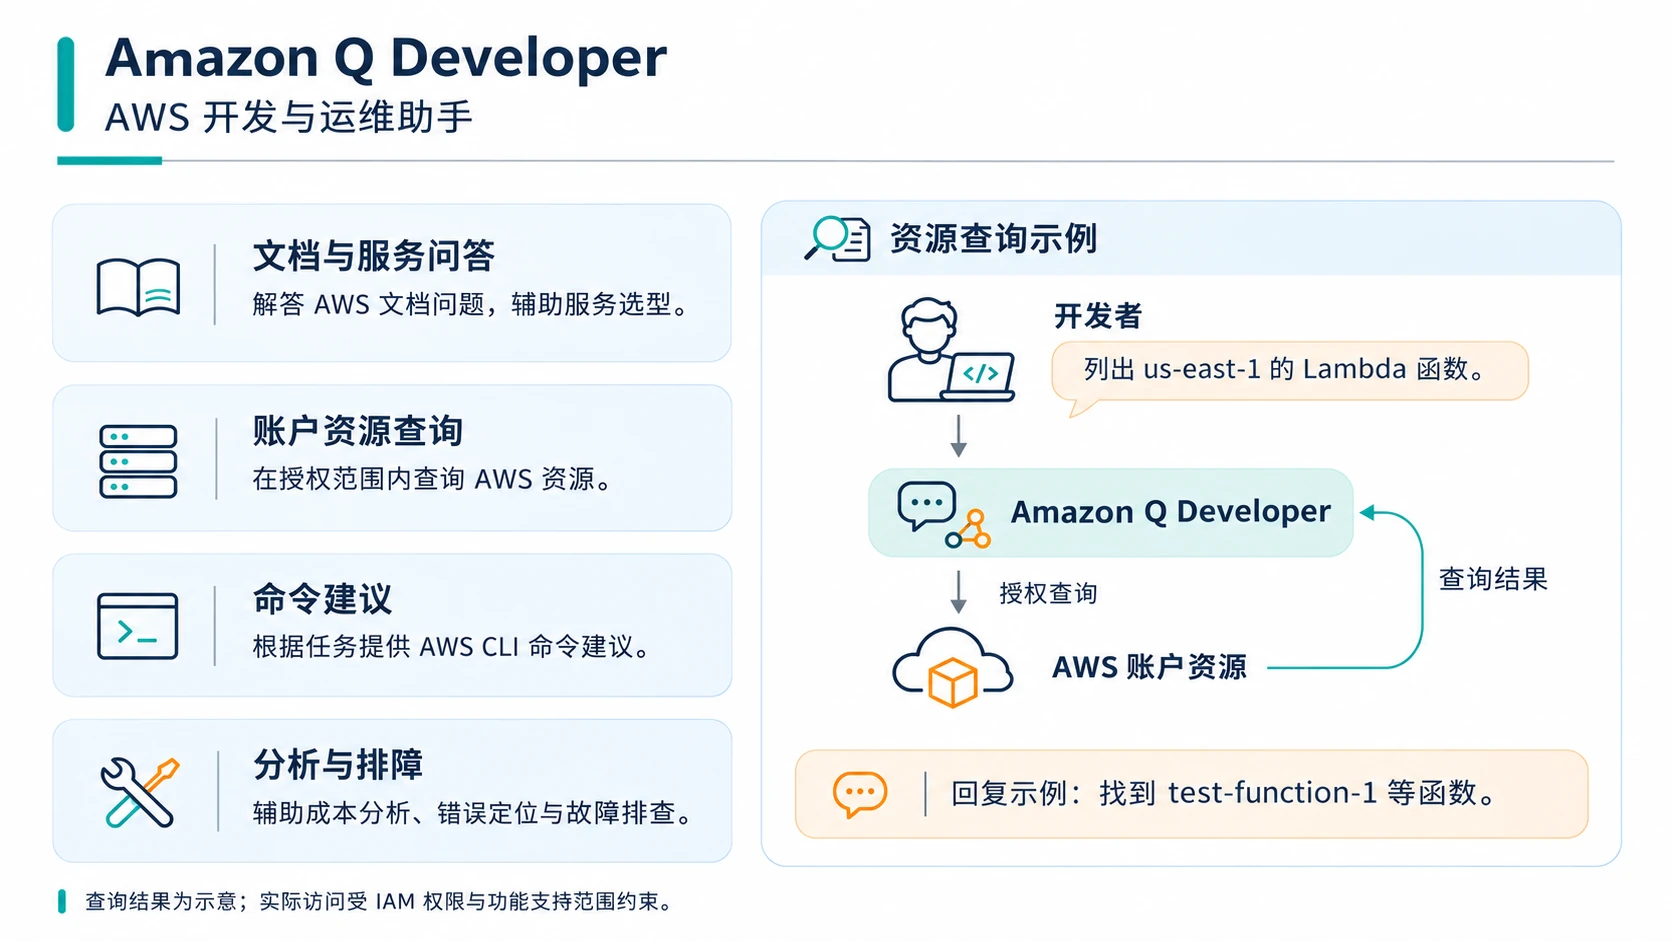 Amazon Q Developer
AWS 开发与运维助手
文档与服务问答
解答 AWS 文档问题，辅助服务选型。
账户资源查询
在授权范围内查询 AWS 资源。
命令建议
根据任务提供 AWS CLI 命令建议。
分析与排障
辅助成本分析、错误定位与故障排查。
资源查询示例
开发者
</>
列出 us-east-1 的 Lambda 函数。
Amazon Q Developer
授权查询
查询结果
AWS 账户资源
回复示例：找到 test-function-1 等函数。
查询结果为示意；实际访问受 IAM 权限与功能支持范围约束。